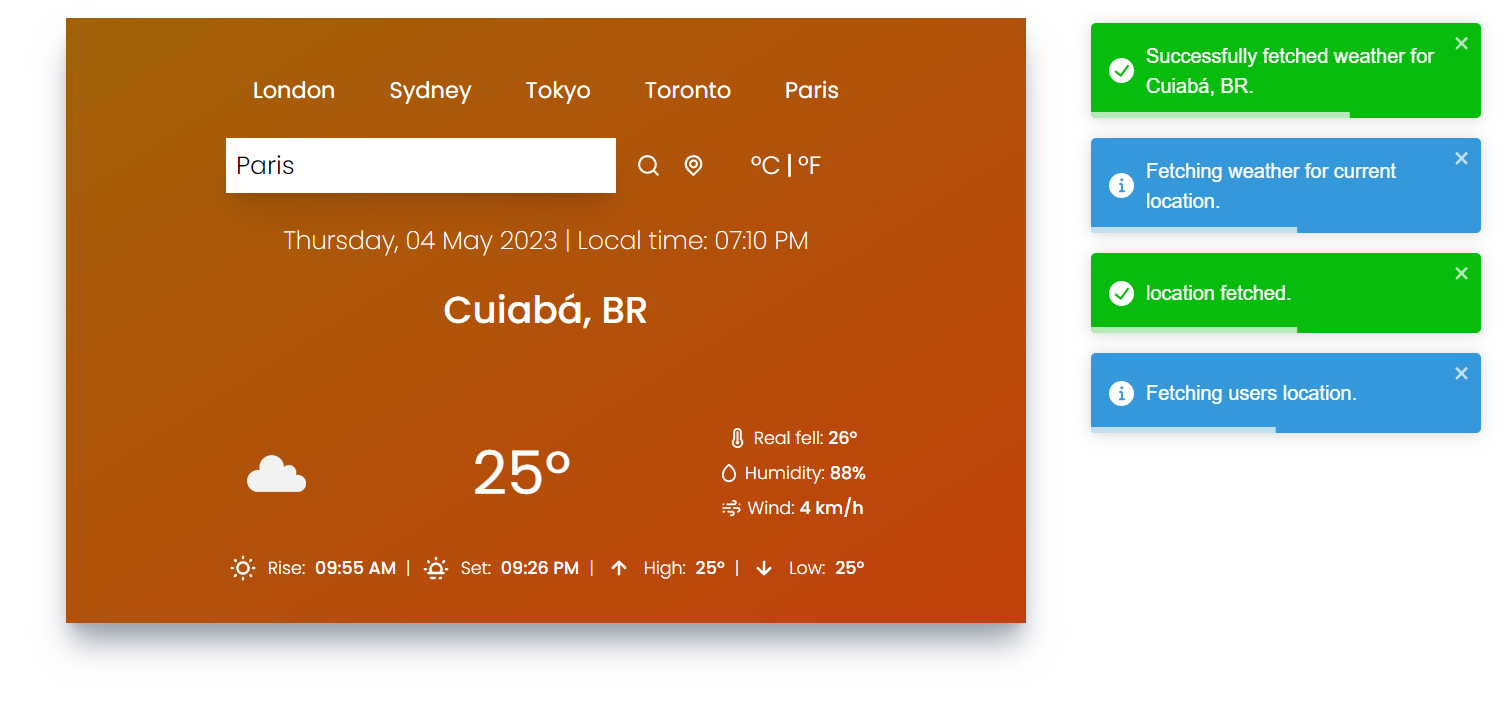 London Sydney Tokyo Toronto Paris
Paris
°C | °F
Thursday, 04 May 2023 | Local time: 07:10 PM
Cuiabá, BR
25°
Real fell: 26°
Humidity: 88%
Wind: 4 km/h
Rise: 09:55 AM | Set: 09:26 PM | High: 25° | Low: 25°
Successfully fetched weather for
Cuiabá, BR.
Fetching weather for current
location.
location fetched.
Fetching users location.